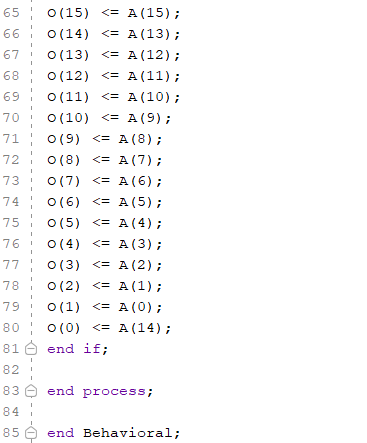 65 O(15) <= A(15);
66 O(14) <= A(13);
67 O(13) <= A(12);
68 O(12) <= A(11);
69 O(11) <= A(10);
70 O(10) <= A(9);
71 O(9) <= A(8);
72 O(8) <= A(7);
73 O(7) <= A(6);
74 O(6) <= A(5);
75 O(5) <= A(4);
76 O(4) <= A(3);
77 O(3) <= A(2);
78 O(2) <= A(1);
79 O(1) <= A(0);
80 O(0) <= A(14);
81 end if;
82
83 end process;
84
85 end Behavioral;